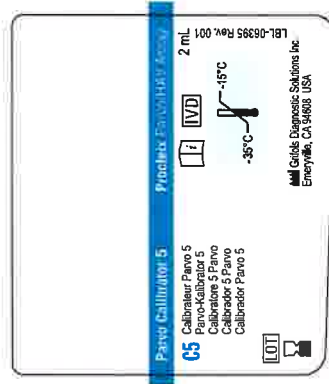 Parvo Calibrator 5
Procleix Parvo/HAV Assay
C5
Calibrateur Parvo 5
Parvo-Kalibrator 5
Calibratore 5 Parvo
Calibrador 5 Parvo
Calibrador Parvo 5
LOT
i
IVD
2 mL
-15°C
-35°C
Grifols Diagnostic Solutions Inc.
Emeryville, CA 94608 USA
LBL-06395 Rev. 001